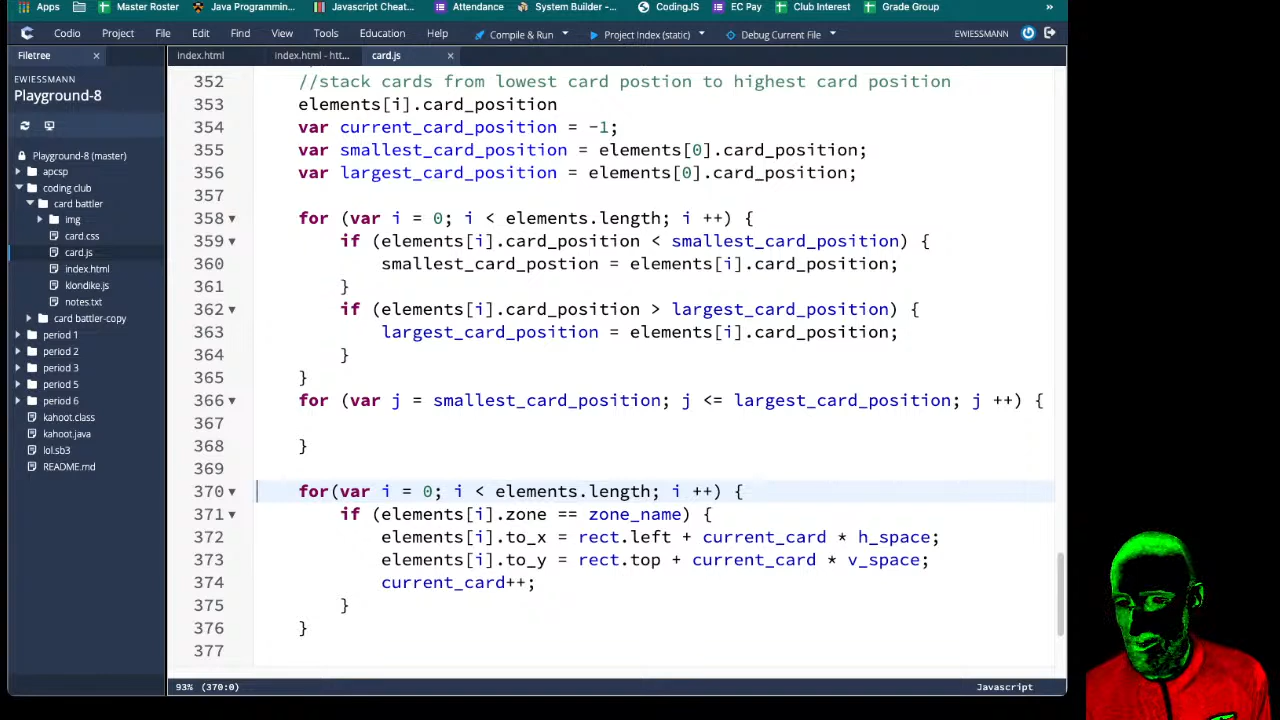 Apps Master Roster Java Programmin... Javascript Cheat... Attendance System Builder -... CodingJS EC Pay Club Interest Grade Group »
Codio Project File Edit Find View Tools Education Help Compile & Run Project Index (static) Debug Current File EWIESSMANN
Filetree × index.html index.html - htt... card.js ×
EWIESSMANN
Playground-8
Playground-8 (master)
apcsp
coding club
card battler
img
card.css
card.js
index.html
klondike.js
notes.txt
card battler-copy
period 1
period 2
period 3
period 5
period 6
kahoot.class
kahoot.java
lol.sb3
README.md
352 //stack cards from lowest card postion to highest card position
353 elements[i].card_position
354 var current_card_position = -1;
355 var smallest_card_position = elements[0].card_position;
356 var largest_card_position = elements[0].card_position;
357
358 for (var i = 0; i < elements.length; i ++) {
359 if (elements[i].card_position < smallest_card_position) {
360 smallest_card_postion = elements[i].card_position;
361 }
362 if (elements[i].card_position > largest_card_position) {
363 largest_card_position = elements[i].card_position;
364 }
365 }
366 for (var j = smallest_card_position; j <= largest_card_position; j ++) {
367
368 }
369
370 for(var i = 0; i < elements.length; i ++) {
371 if (elements[i].zone == zone_name) {
372 elements[i].to_x = rect.left + current_card * h_space;
373 elements[i].to_y = rect.top + current_card * v_space;
374 current_card++;
375 }
376 }
377
93% (370:0) Javascript